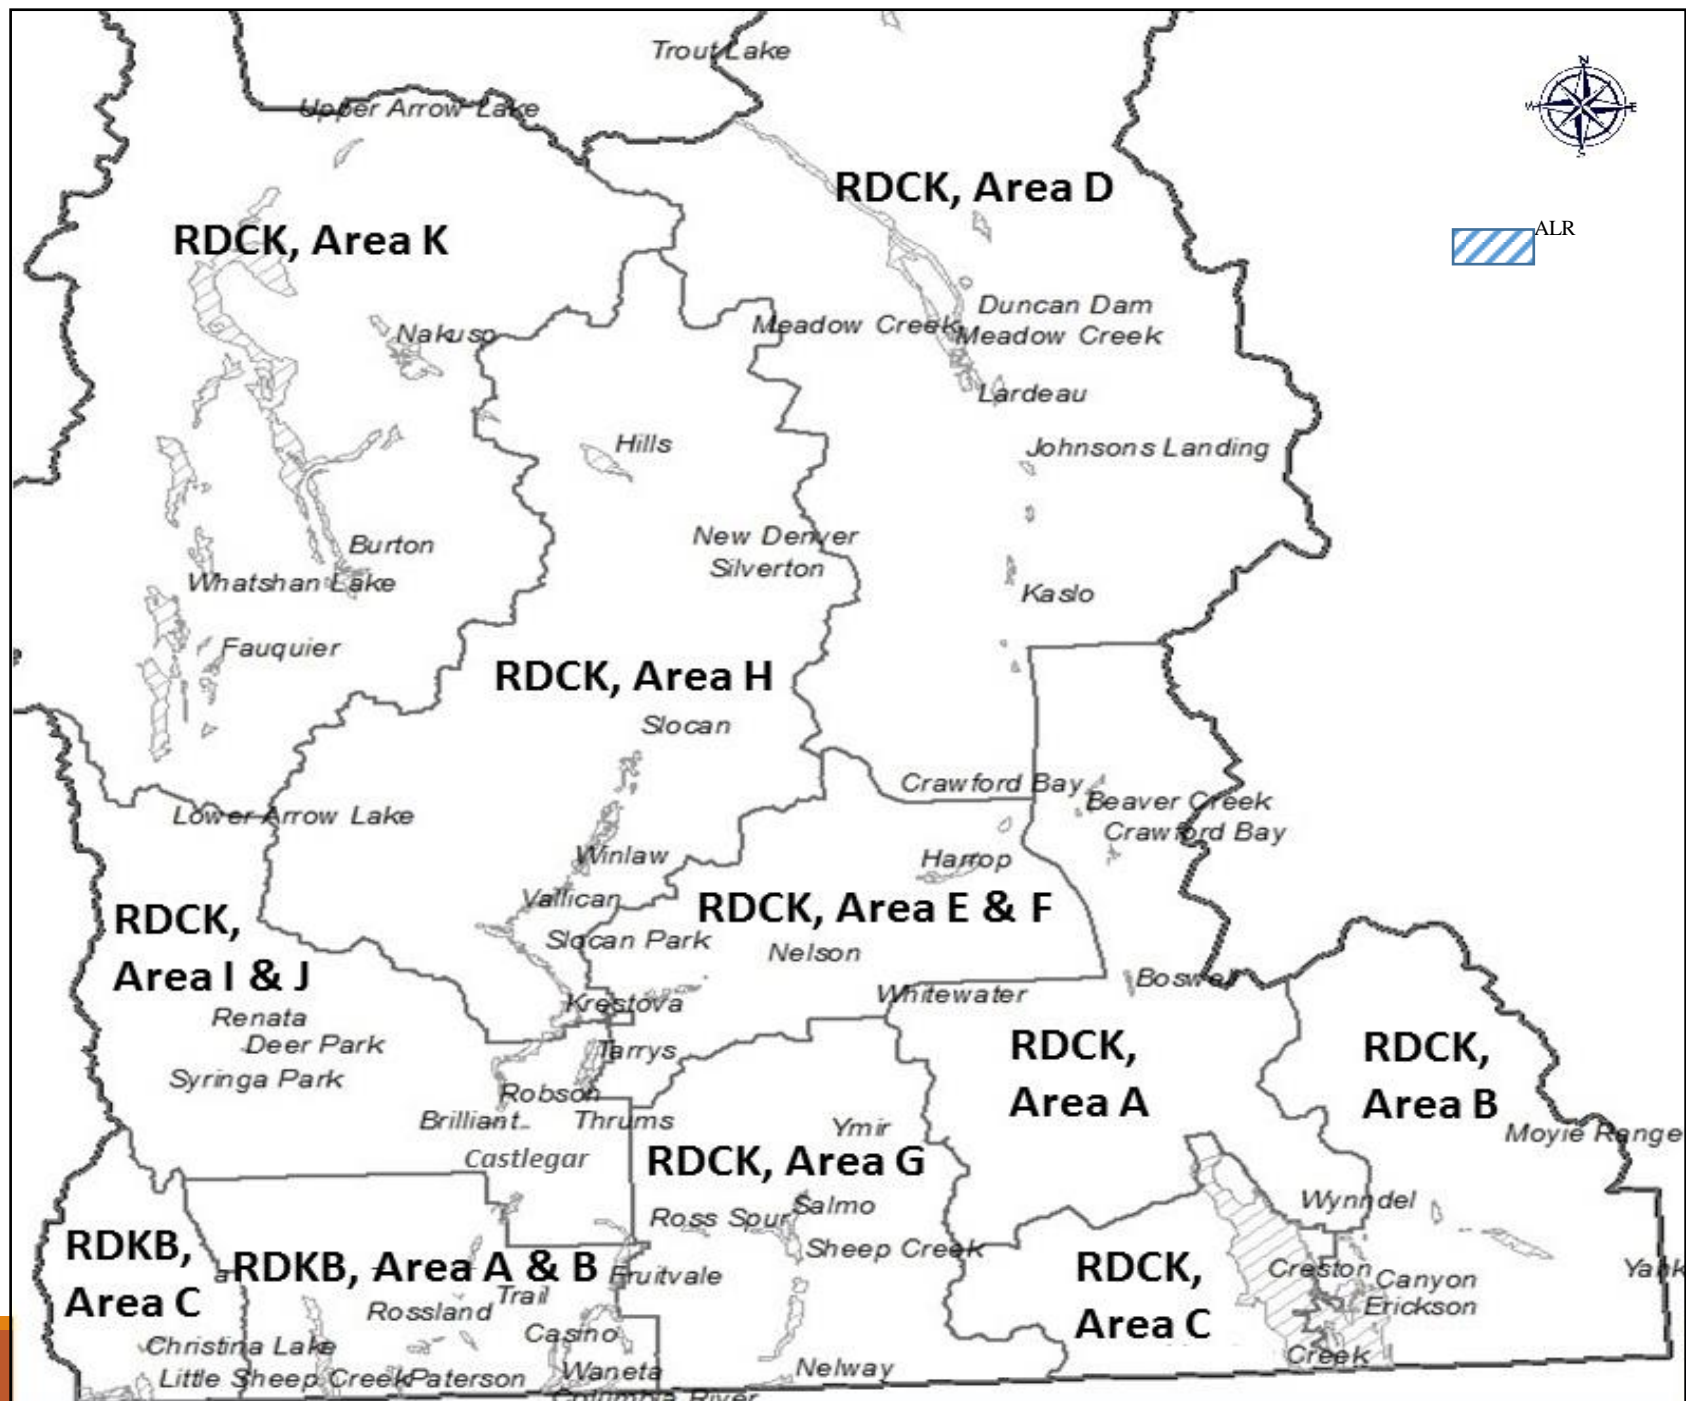 Trout Lake
N
Upper Arrow Lake
W
E
S
RDCK, Area D
RDCK, Area K
ALR
Duncan Dam
Meadow Creek
Meadow Creek
Nakusp
Lardeau
Hills
Johnsons Landing
New Denver
Silverton
Burton
Whatshan Lake
Kaslo
Fauquier
RDCK, Area H
Slocan
Crawford Bay
Beaver Creek
Lower Arrow Lake
Crawford Bay
Winlaw
Harrop
Vallican
RDCK, Area E & F
RDCK,
Area I & J
Slocan Park
Nelson
Boswell
Whitewater
Krestova
Renata
Deer Park
Tarrys
RDCK,
Area A
RDCK,
Area B
Syringa Park
Robson
Brilliant
Thrums
Ymir
Moyie Range
Castlegar
RDCK, Area G
Wynndel
Salmo
Ross Spur
Sheep Creek
RDKB,
Area C
RDKB, Area A & B
Fruitvale
RDCK,
Area C
Creston
Canyon
Erickson
Yahk
Trail
Rossland
Casino
Christina Lake
Creek
Little Sheep Creek
Paterson
Waneta
Nelway
Columbia River